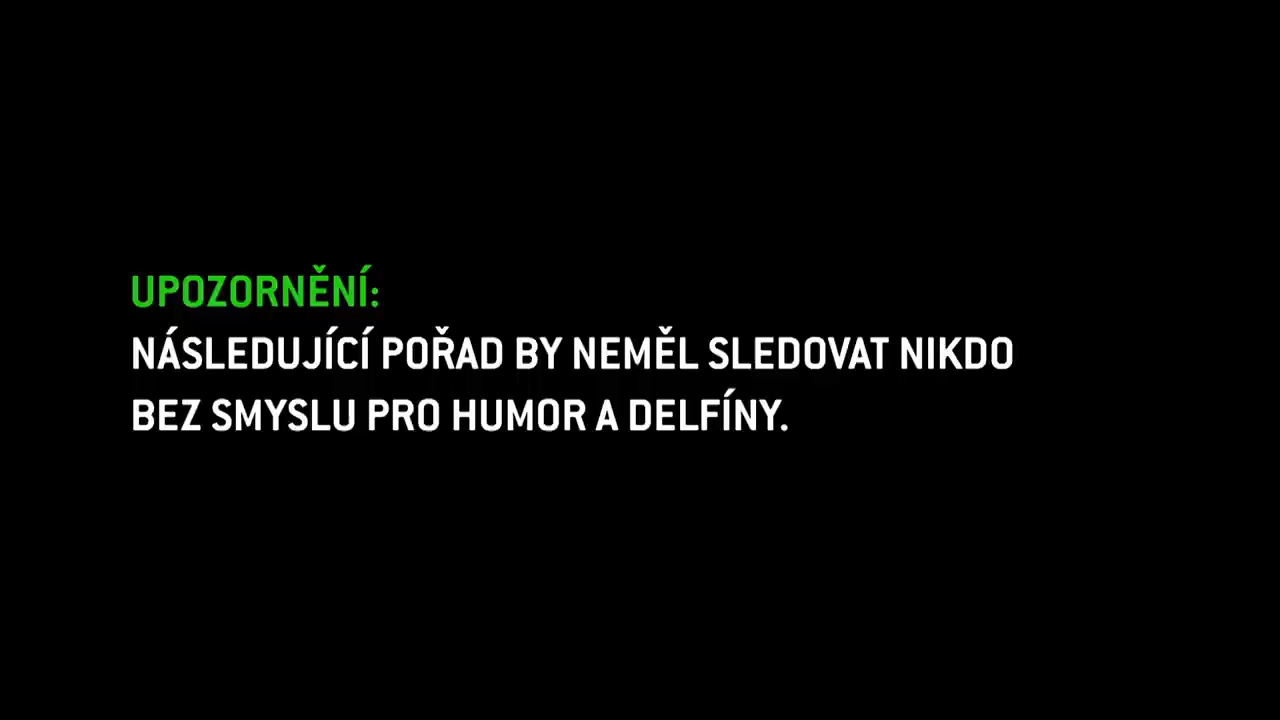 UPOZORNĚNÍ:
NÁSLEDUJÍCÍ POŘAD BY NEMĚL SLEDOVAT NIKDO
BEZ SMYSLU PRO HUMOR A DELFÍNY.